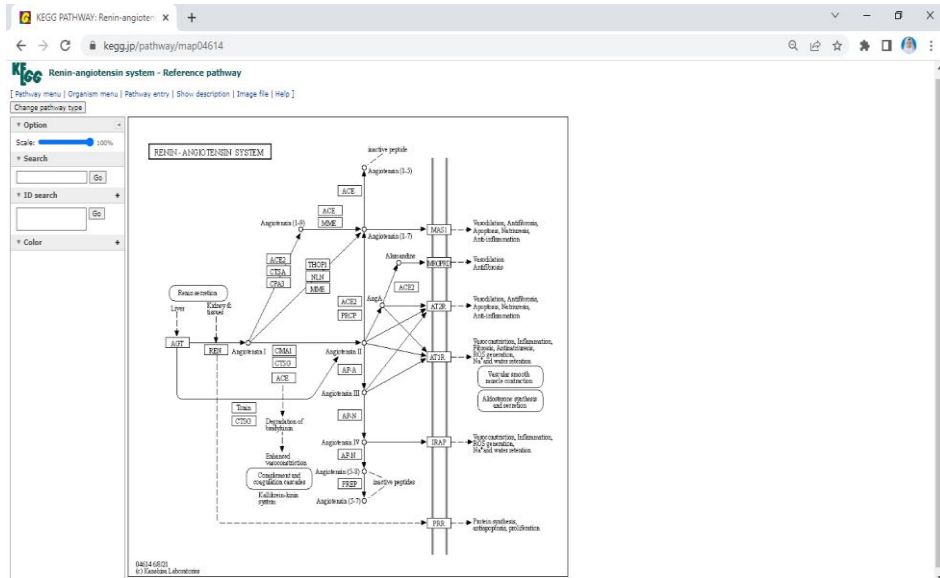 KEGG PATHWAY: Renin-angioter
kegg.jp/pathway/map04614
KEGG Renin-angiotensin system - Reference pathway
[ Pathway menu | Organism menu | Pathway entry | Show description | Image file | Help ]
Change pathway type
Option
Scale: 100%
Search
Go
ID search
Go
Color
RENIN - ANGIOTENSIN SYSTEM
inactive peptide
Angiotensin (1-5)
ACE
ACE
MME
Angiotensin (1-9)
Angiotensin (1-7)
MAS1
Vasodilation, Antifibrosis,
Apoptosis, Natriuresis,
Anti-inflammation
ACE2
CTSA
CPA3
THOP1
NLN
MME
Alamandine
MRGPRD
Vasodilation
Antifibrosis
ACE2
Renin secretion
Liver
Kidney &
tissues
ACE2
PRCP
AngA
AT2R
Vasodilation, Antifibrosis,
Apoptosis, Natriuresis,
Anti-inflammation
AGT
REN
Angiotensin I
CMA1
CTSG
ACE
Angiotensin II
AP-A
AT1R
Vasoconstriction, Inflammation,
Fibrosis, Antinatriuresis,
ROS generation,
Na+ and water retention
Vascular smooth
muscle contraction
Aldosterone synthesis
and secretion
Angiotensin III
Tonin
CTSG
Degradation of
bradykinin
AP-N
Angiotensin IV
IRAP
Vasoconstriction, Inflammation,
ROS generation,
Na+ and water retention
Enhanced
vasoconstriction
AP-N
Complement and
coagulation cascades
Kallikrein-kinin
system
Angiotensin (3-8)
PREP
inactive peptides
Angiotensin (5-7)
PRR
Protein synthesis,
antiapoptosis, proliferation
04614 6/8/21
(c) Kanehisa Laboratories